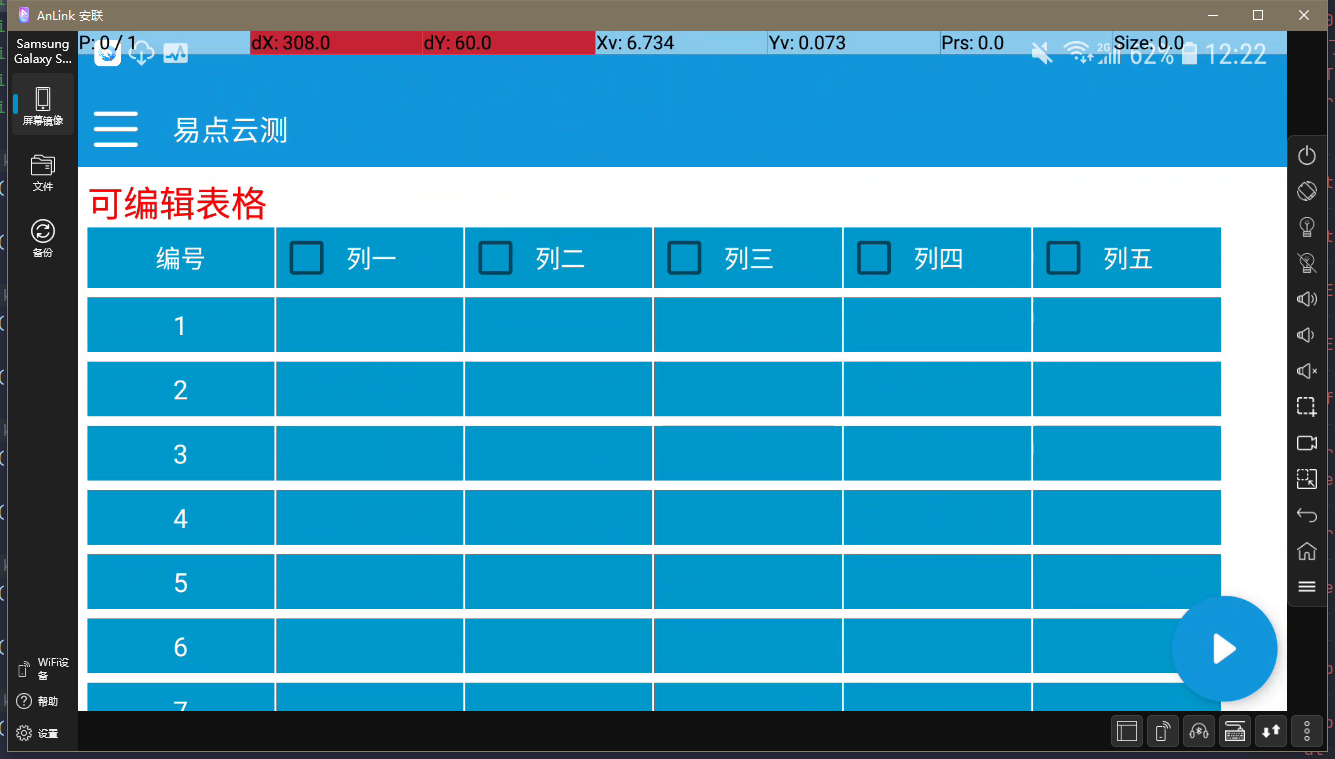 AnLink 安联
Samsung
Galaxy S...
屏幕镜像
文件
备份
WiFi设
备
帮助
设置
P: 0 / 1
dX: 308.0
dY: 60.0
Xv: 6.734
Yv: 0.073
Prs: 0.0
Size: 0.0
2G
62%
12:22
易点云测
可编辑表格
编号 列一 列二 列三 列四 列五
1
2
3
4
5
6
7